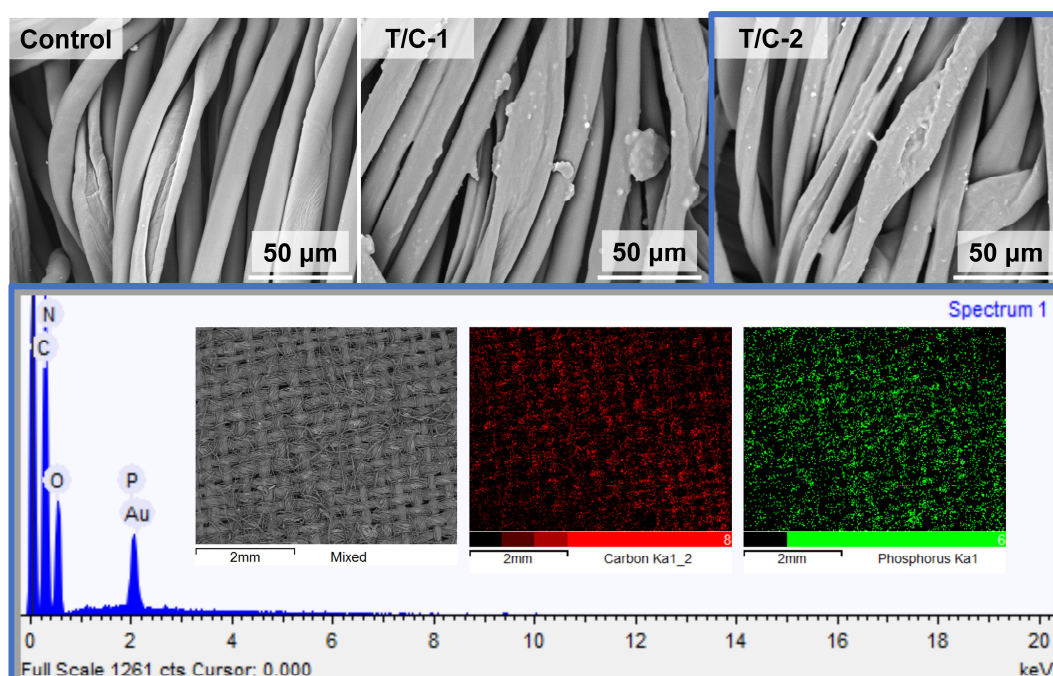 Control
T/C-1
T/C-2
50 µm
50 µm
50 µm
Spectrum 1
N
C
O
P
Au
8
6
2mm Mixed
2mm Carbon Ka1_2
2mm Phosphorus Ka1
0 2 4 6 8 10 12 14 16 18 20
Full Scale 1261 cts Cursor: 0.000 keV